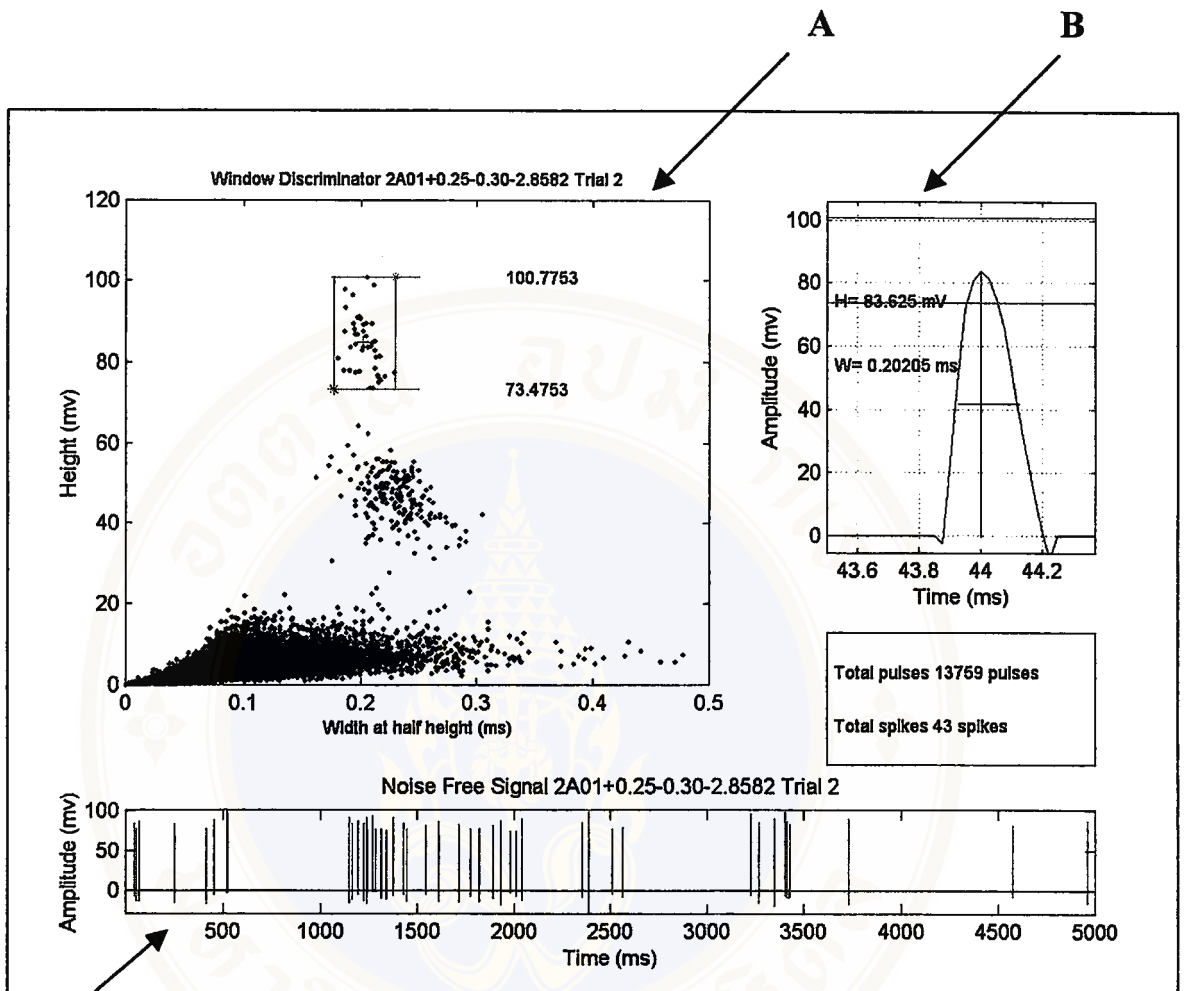 A
B
Window Discriminator 2A01+0.25-0.30-2.8582 Trial 2
120
100
80
60
40
20
0
Height (mv)
100.7753
73.4753
0
0.1
0.2
0.3
0.4
0.5
Width at half height (ms)
100
80
60
40
20
0
Amplitude (mv)
H= 83.625 mV
W= 0.20205 ms
43.6
43.8
44
44.2
Time (ms)
Total pulses 13759 pulses
Total spikes 43 spikes
Noise Free Signal 2A01+0.25-0.30-2.8582 Trial 2
100
50
0
Amplitude (mv)
500
1000
1500
2000
2500
3000
3500
4000
4500
5000
Time (ms)